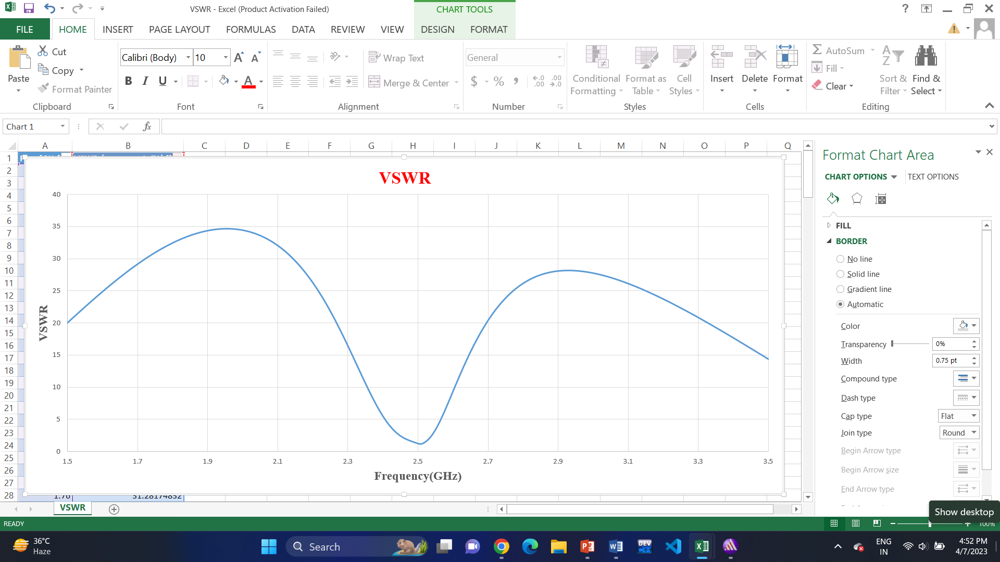 VSWR - Excel (Product Activation Failed)
CHART TOOLS
FILE HOME INSERT PAGE LAYOUT FORMULAS DATA REVIEW VIEW DESIGN FORMAT
Paste
Cut
Copy
Format Painter
Clipboard
Calibri (Body) 10
B I U
Font
Wrap Text
Merge & Center
Alignment
General
$ % ,
Number
Conditional Formatting
Format as Table
Cell Styles
Styles
Insert Delete Format
Cells
AutoSum
Fill
Clear
Sort & Filter
Find & Select
Editing
Chart 1
fx
A B C D E F G H I J K L M N O P Q
1
2
3
4
5
6
7
8
9
10
11
12
13
14
15
16
17
18
19
20
21
22
23
24
25
26
27
28 1.76 31.28174852
VSWR
40
35
30
25
20
15
10
5
0
VSWR
1.5 1.7 1.9 2.1 2.3 2.5 2.7 2.9 3.1 3.3 3.5
Frequency(GHz)
Format Chart Area
CHART OPTIONS TEXT OPTIONS
FILL
BORDER
No line
Solid line
Gradient line
Automatic
Color
Transparency 0%
Width 0.75 pt
Compound type
Dash type
Cap type Flat
Join type Round
Begin Arrow type
Begin Arrow size
End Arrow type
Show desktop
VSWR
READY
100%
36°C
Haze
Search
DEV
ENG
IN
4:52 PM
4/7/2023